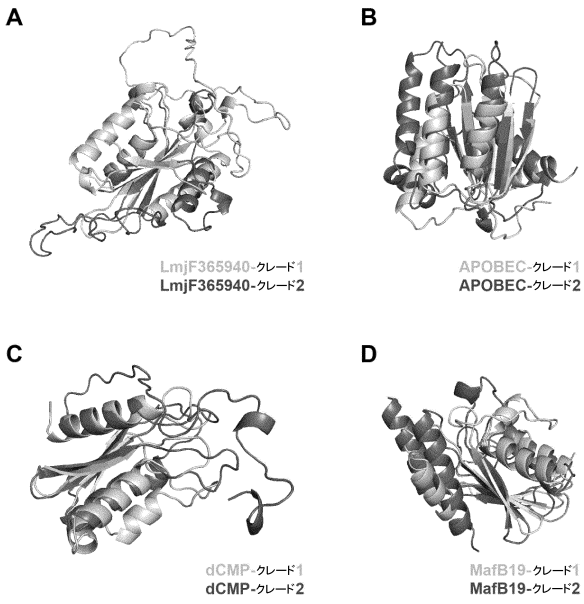 A
B
LmjF365940-クレード1
LmjF365940-クレード2
APOBEC-クレード1
APOBEC-クレード2
C
D
dCMP-クレード1
dCMP-クレード2
MafB19-クレード1
MafB19-クレード2